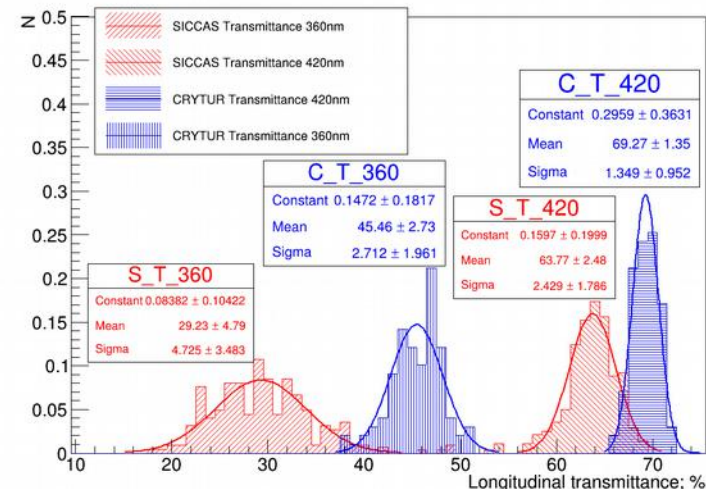 N
0.5
0.45
0.4
0.35
0.3
0.25
0.2
0.15
0.1
0.05
0
SICCAS Transmittance 360nm
SICCAS Transmittance 420nm
CRYTUR Transmittance 420nm
CRYTUR Transmittance 360nm
C_T_420
Constant 0.2959 ± 0.3631
Mean 69.27 ± 1.35
Sigma 1.349 ± 0.952
C_T_360
Constant 0.1472 ± 0.1817
Mean 45.46 ± 2.73
Sigma 2.712 ± 1.961
S_T_420
Constant 0.1597 ± 0.1999
Mean 63.77 ± 2.48
Sigma 2.429 ± 1.786
S_T_360
Constant 0.08382 ± 0.10422
Mean 29.23 ± 4.79
Sigma 4.725 ± 3.483
10 20 30 40 50 60 70
Longitudinal transmittance; %